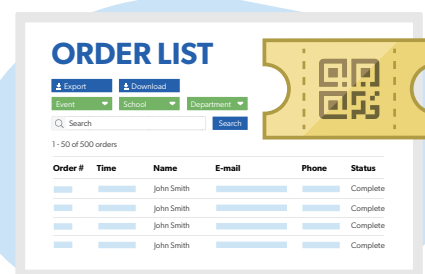 ORDER LIST
Export Download
Event School Department
Search Search
1 - 50 of 500 orders
Order # Time Name E-mail Phone Status
John Smith Complete
John Smith Complete
John Smith Complete
John Smith Complete